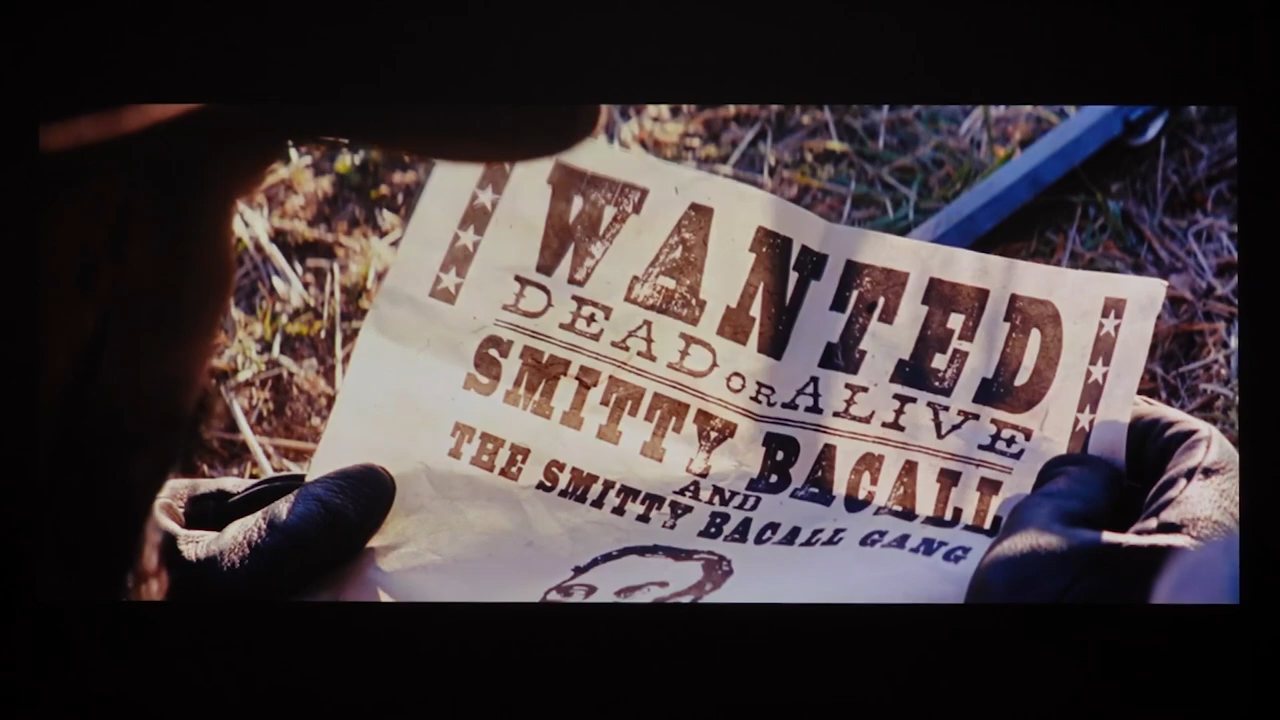 WANTED
DEAD OR ALIVE
SMITTY BACALL
AND
THE SMITTY BACALL GANG